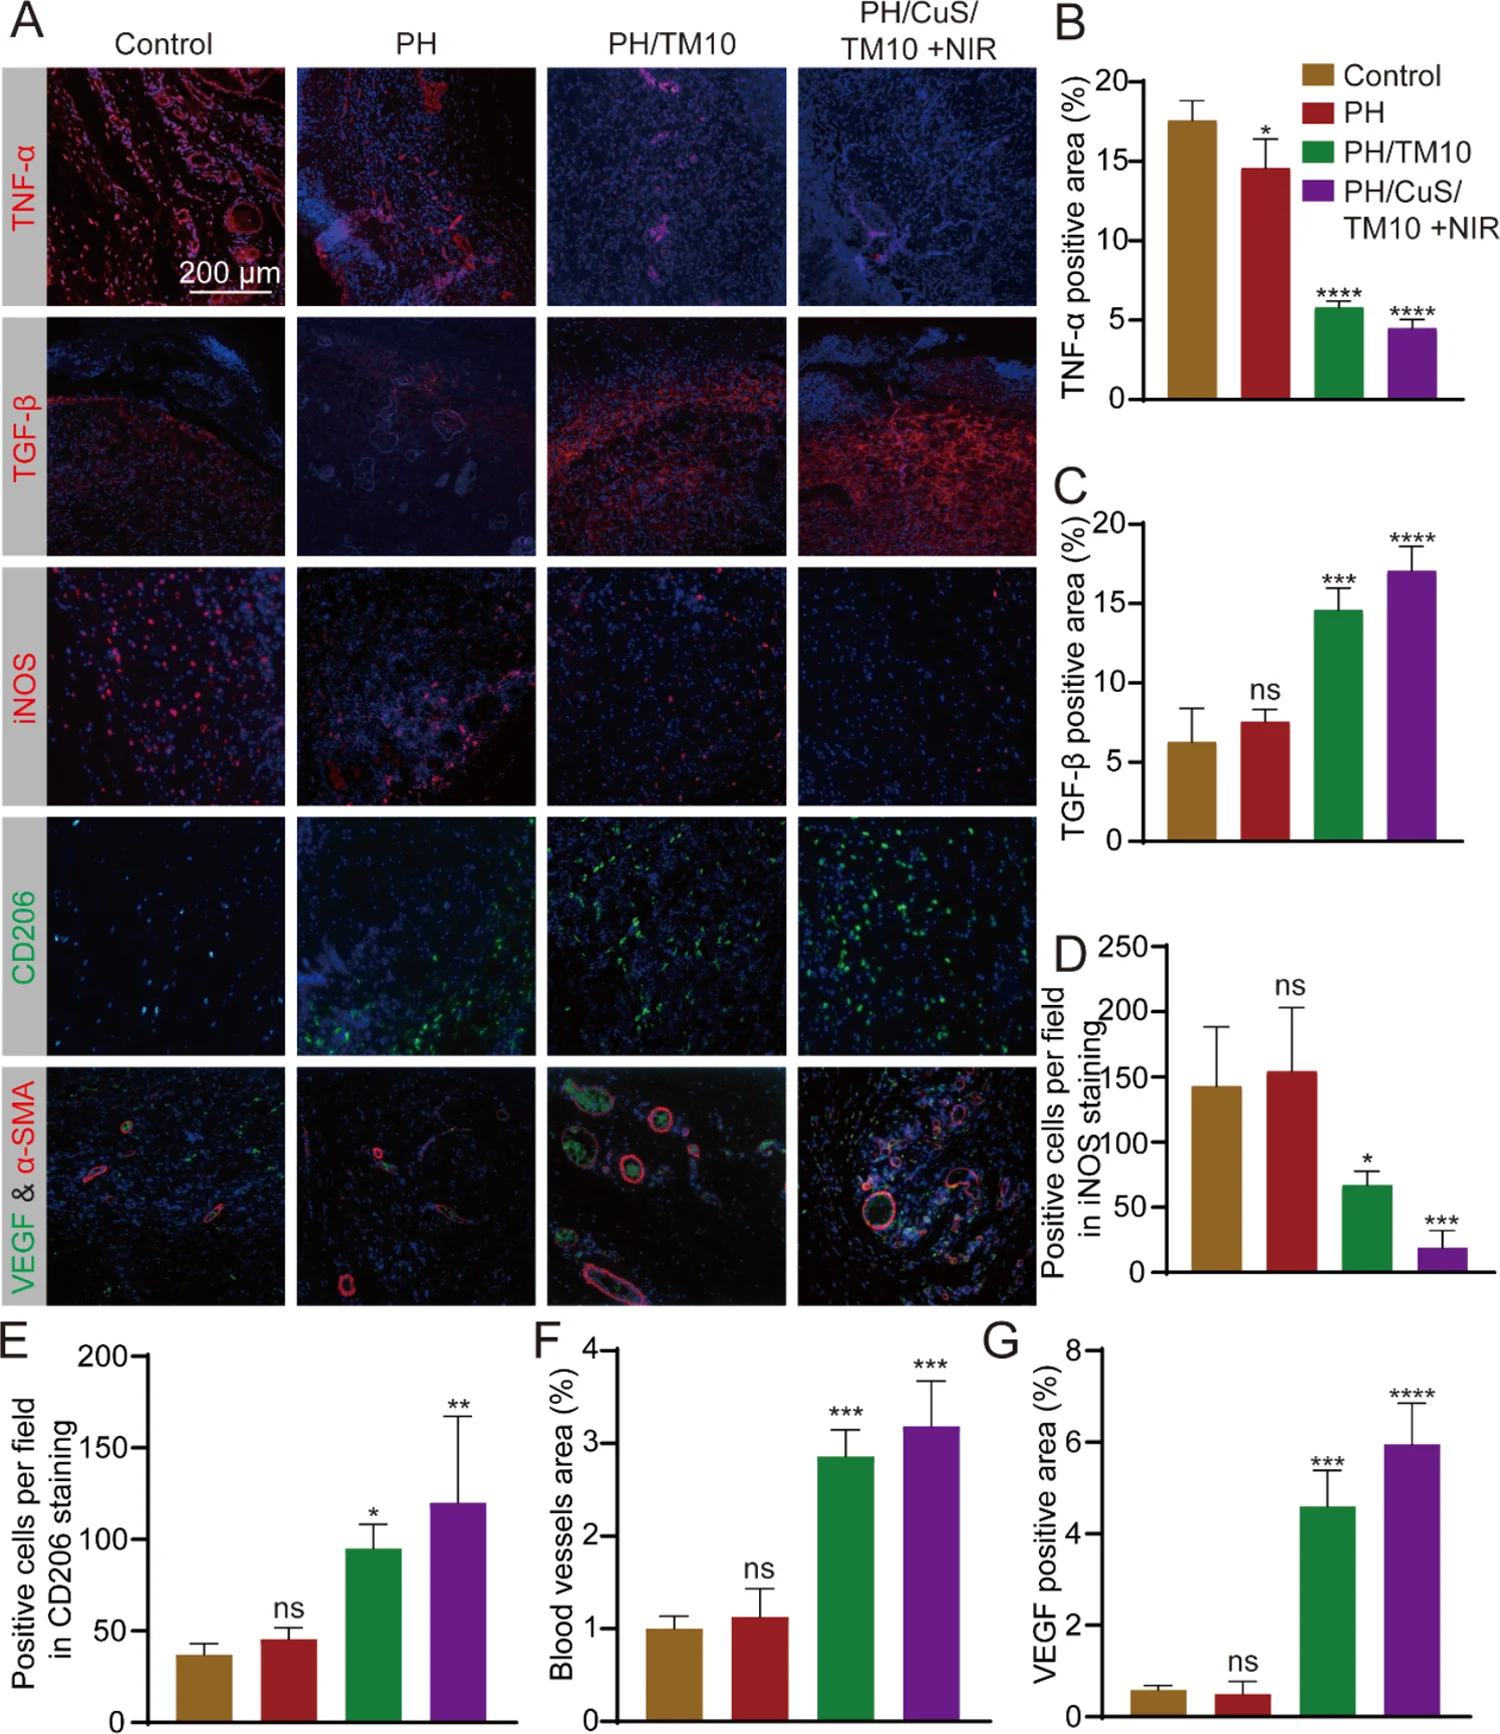 A
Control
PH
PH/TM10
PH/CuS/
TM10 +NIR
TNF-α
200 µm
TGF-β
iNOS
CD206
VEGF & α-SMA
B
TNF-α positive area (%)
20
15
10
5
0
*
****
****
Control
PH
PH/TM10
PH/CuS/
TM10 +NIR
C
TGF-β positive area (%)
20
15
10
5
0
ns
***
****
D
Positive cells per field
in iNOS staining
250
200
150
100
50
0
ns
*
***
E
Positive cells per field
in CD206 staining
200
150
100
50
0
ns
*
**
F
Blood vessels area (%)
4
3
2
1
0
ns
***
***
G
VEGF positive area (%)
8
6
4
2
0
ns
***
****